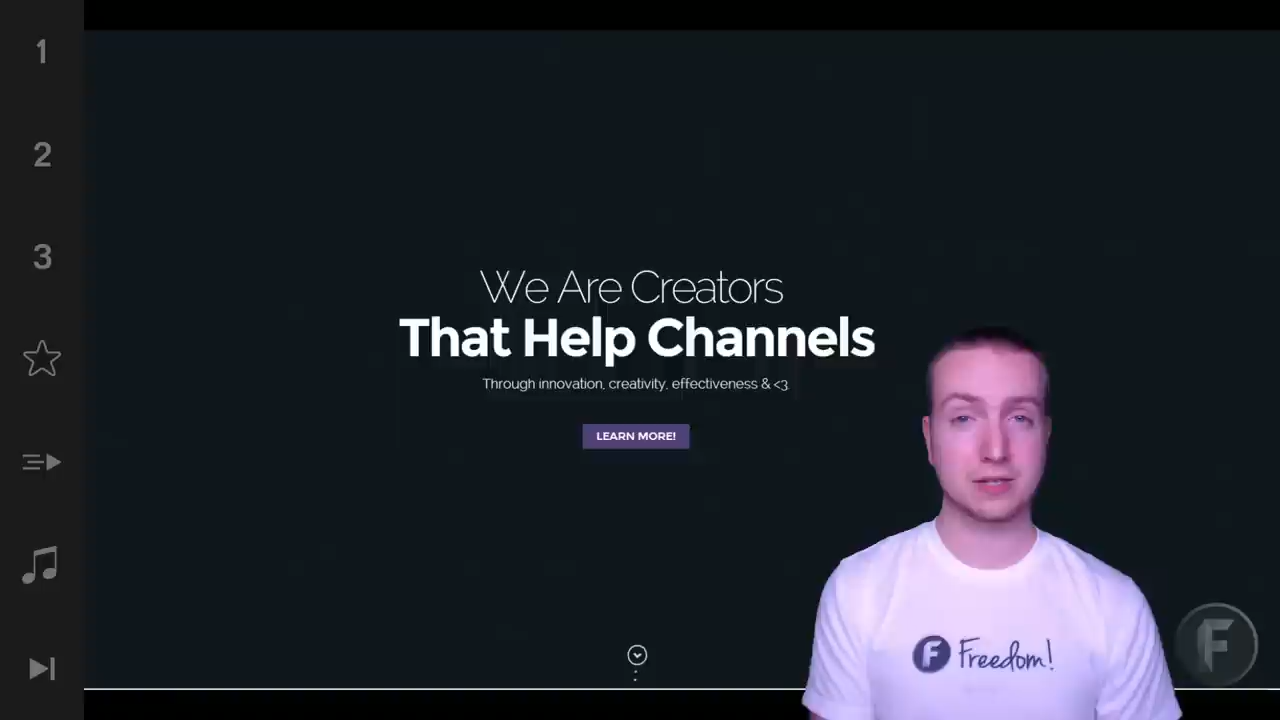 1
2
3
We Are Creators
That Help Channels
Through innovation, creativity, effectiveness & <3
LEARN MORE!
F Freedom!
F